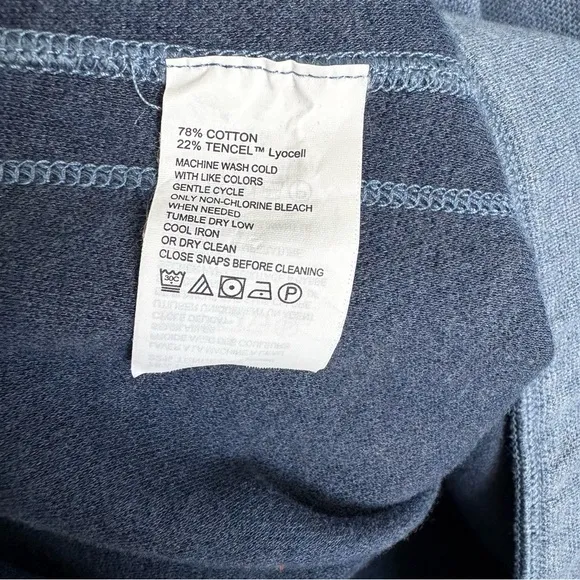 78% COTTON
22% TENCEL™ Lyocell
MACHINE WASH COLD
WITH LIKE COLORS
GENTLE CYCLE
ONLY NON-CHLORINE BLEACH
WHEN NEEDED
TUMBLE DRY LOW
COOL IRON
OR DRY CLEAN
CLOSE SNAPS BEFORE CLEANING
30C P